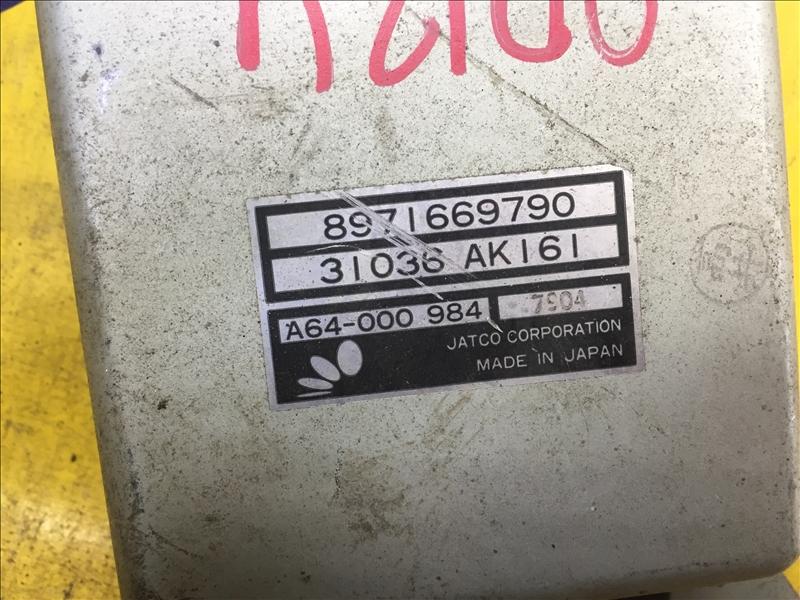 8971669790
31036 AK161
A64-000 984 7904
JATCO CORPORATION
MADE IN JAPAN